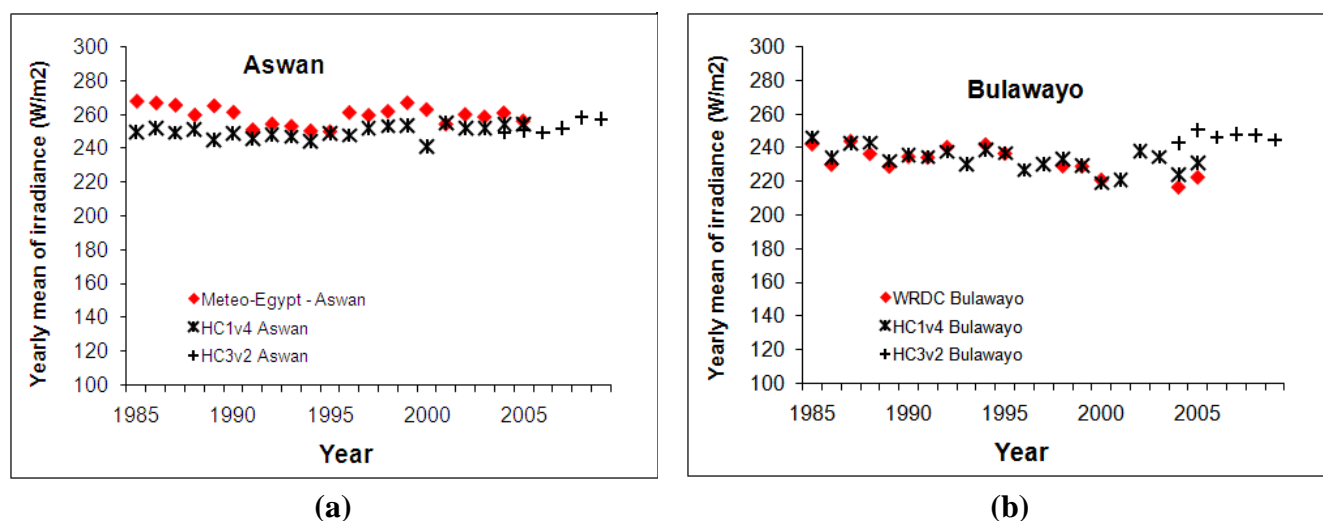 Aswan
Yearly mean of irradiance (W/m2)
300
280
260
240
220
200
180
160
140
120
100
Meteo-Egypt - Aswan
HC1v4 Aswan
HC3v2 Aswan
1985 1990 1995 2000 2005
Year
(a)
Bulawayo
Yearly mean of irradiance (W/m2)
300
280
260
240
220
200
180
160
140
120
100
WRDC Bulawayo
HC1v4 Bulawayo
HC3v2 Bulawayo
1985 1990 1995 2000 2005
Year
(b)